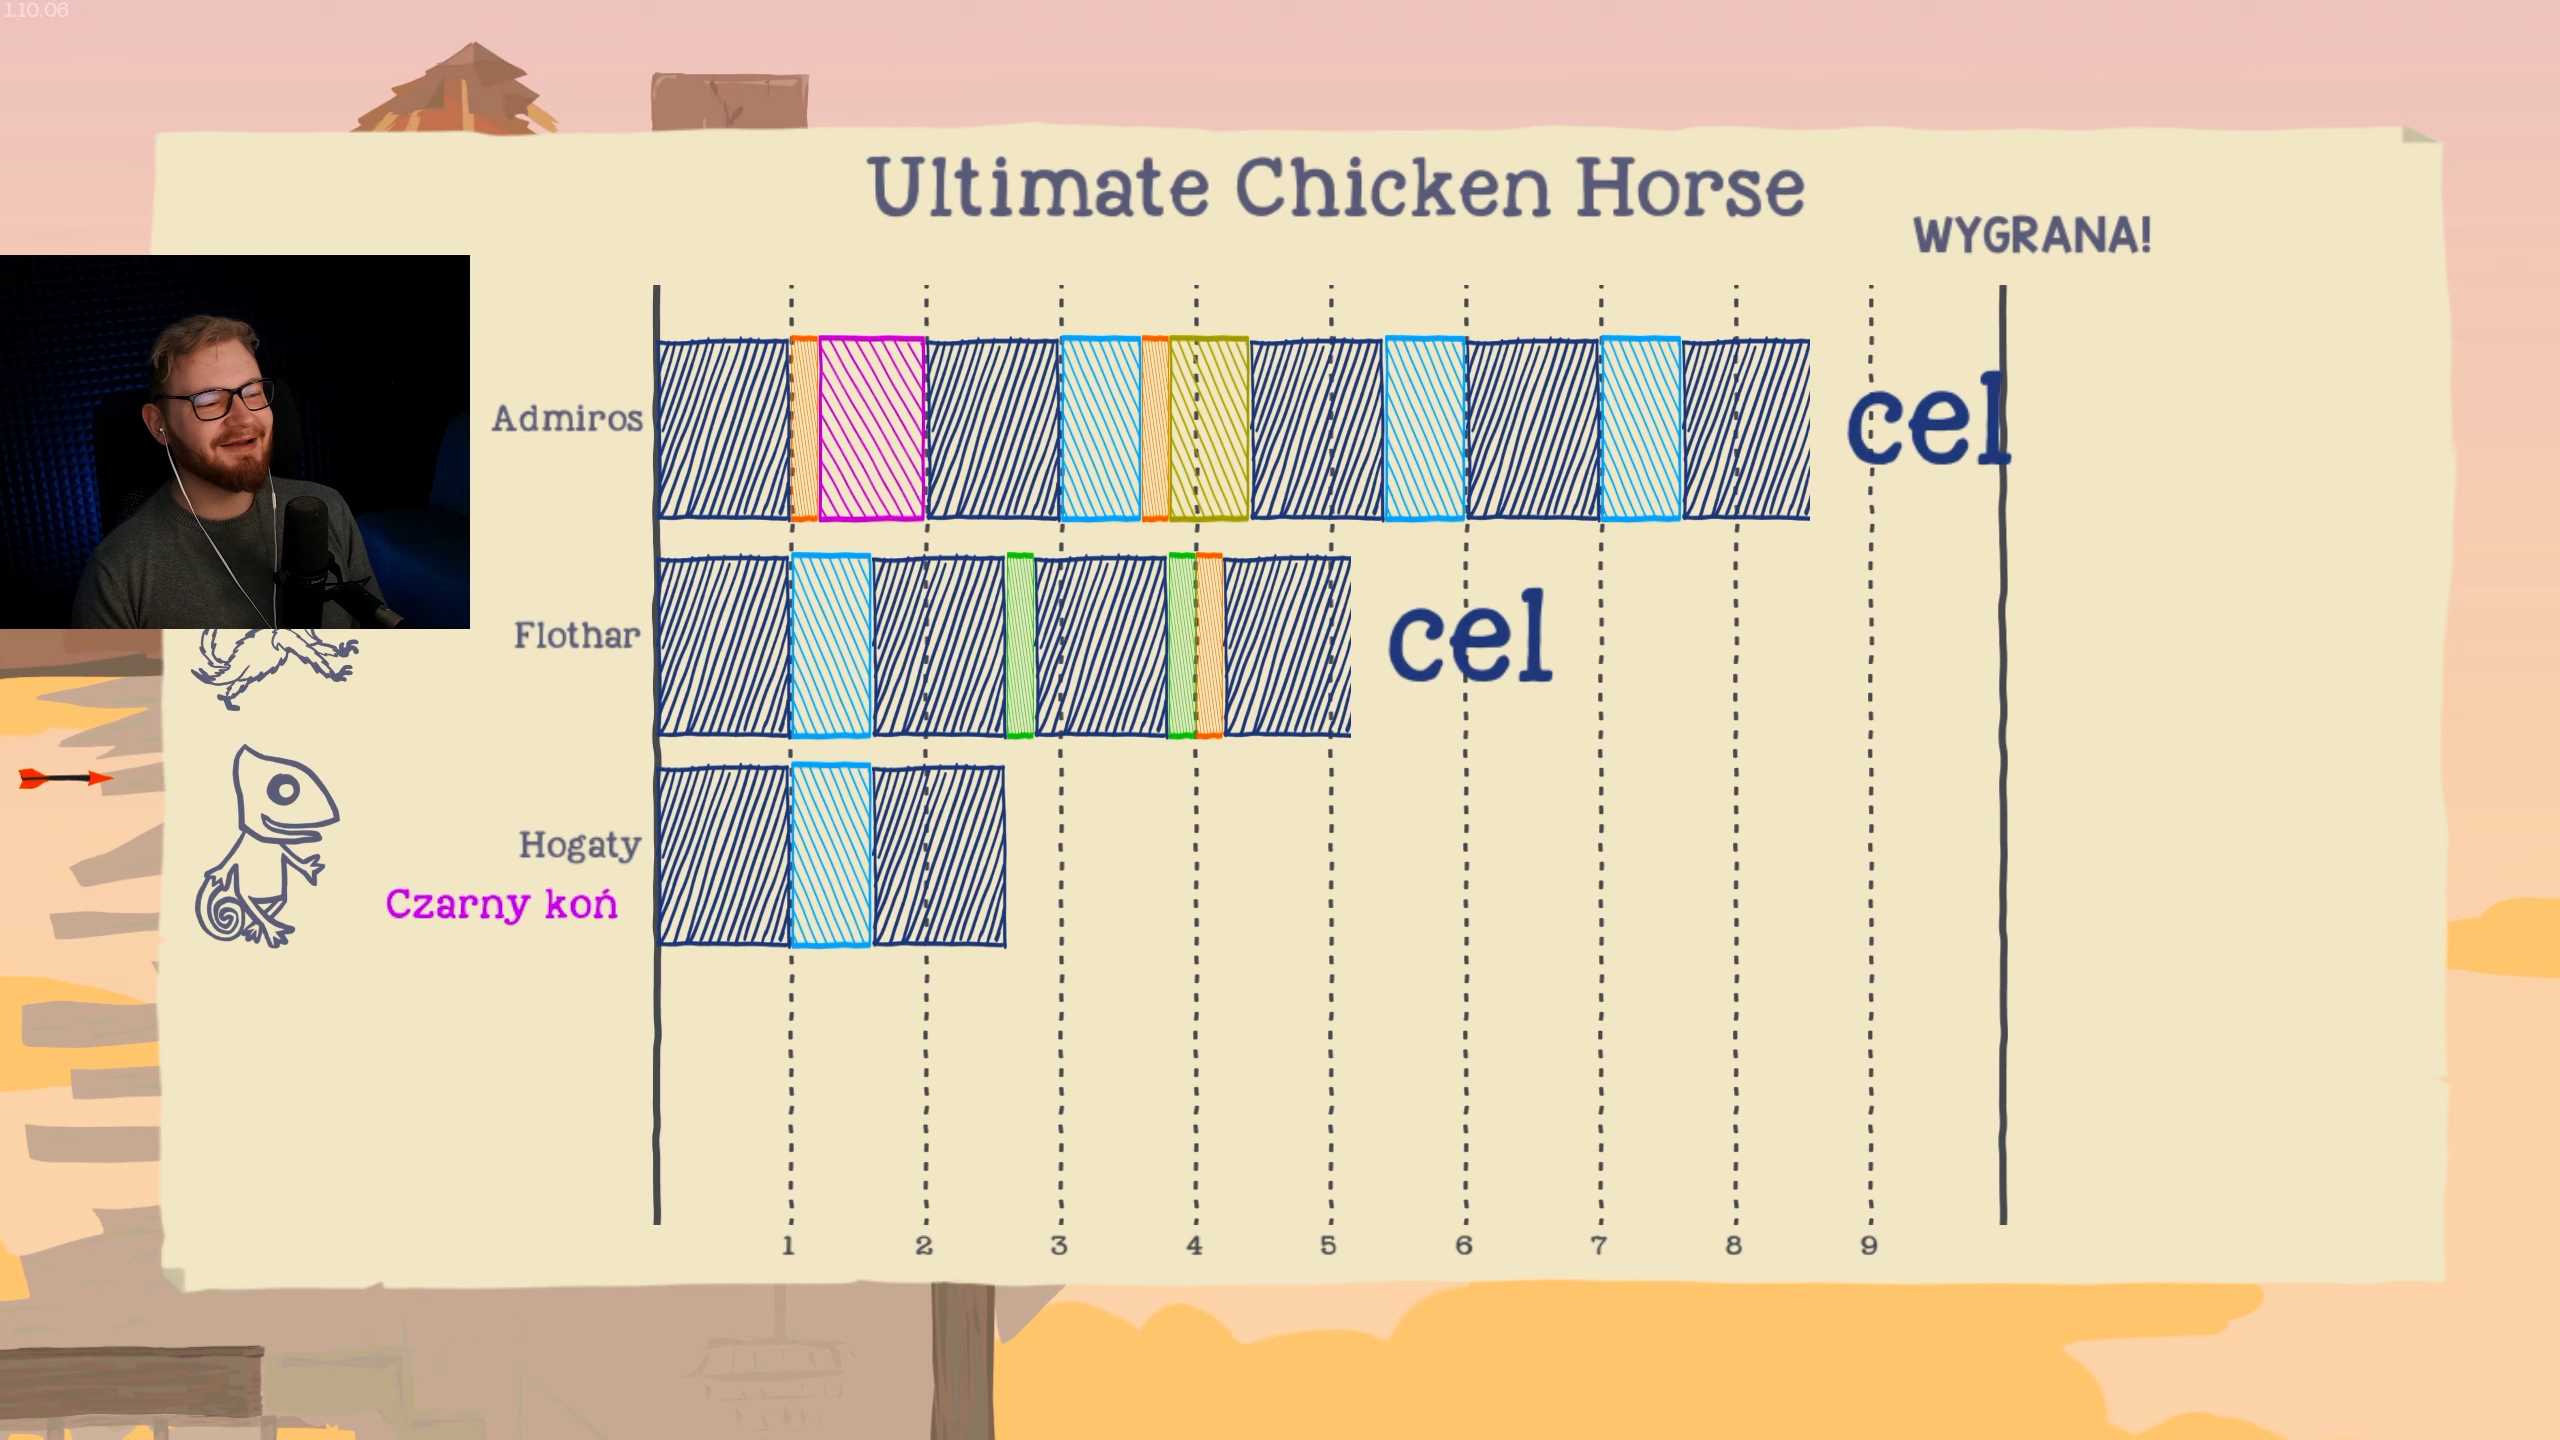 1.10.06
Ultimate Chicken Horse
WYGRANA!
Admiros
cel
Flothar
cel
Hogaty
Czarny koń
1 2 3 4 5 6 7 8 9